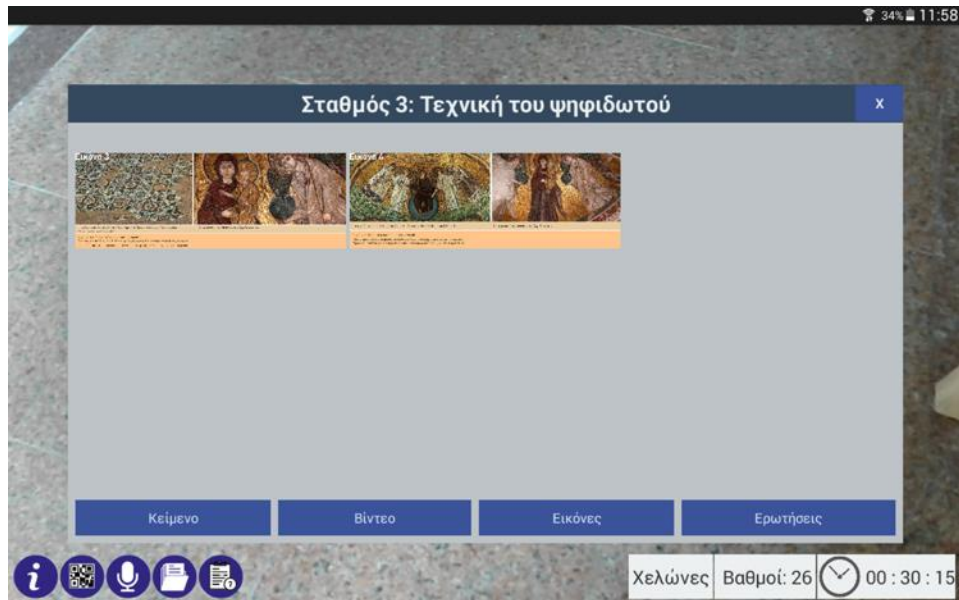 34% 11:58
Σταθμός 3: Τεχνική του ψηφιδωτού
X
Εικόνα 3
Εικόνα 4
Κείμενο
Βίντεο
Εικόνες
Ερωτήσεις
Χελώνες
Βαθμοί: 26
00 : 30 : 15